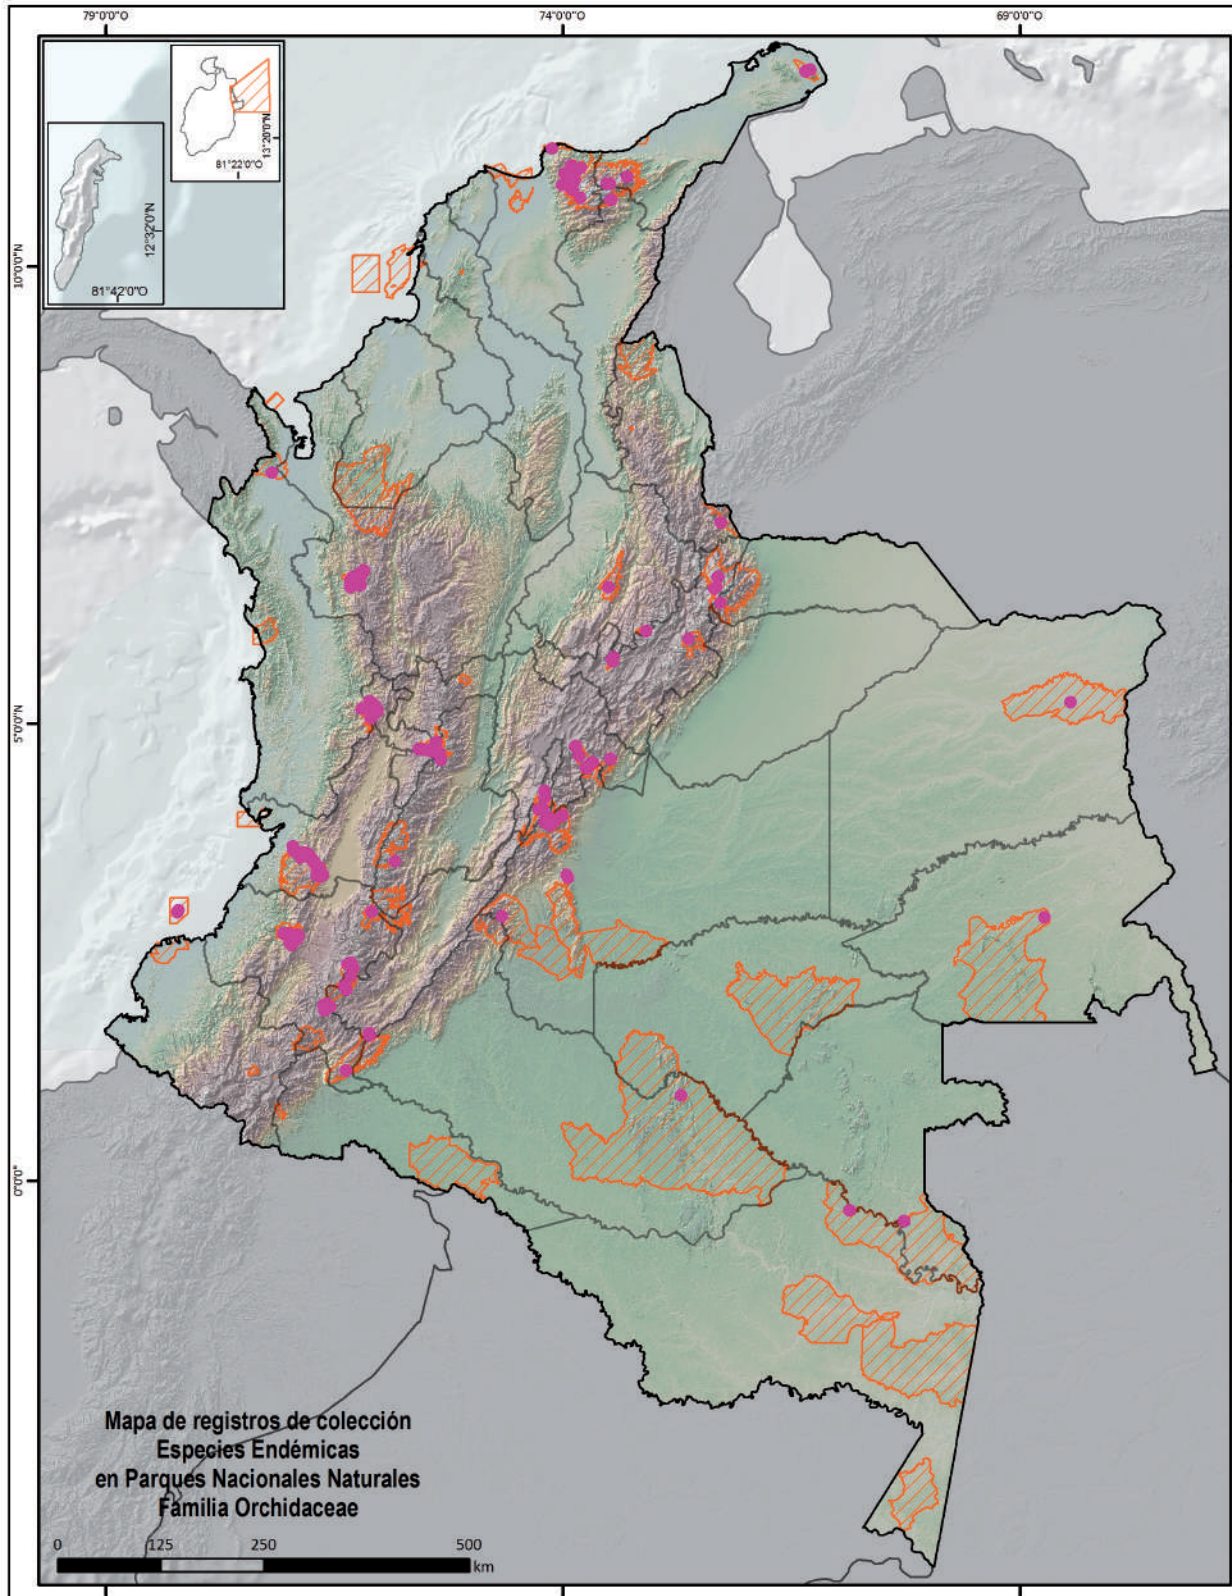 79°0'0"O
74°0'0"O
69°0'0"O
13°20'0"N
81°22'0"O
12°32'0"N
81°42'0"O
10°0'0"N
5°0'0"N
0°0'0"
Mapa de registros de colección
Especies Endémicas
en Parques Nacionales Naturales
Familia Orchidaceae
0 125 250 500
km